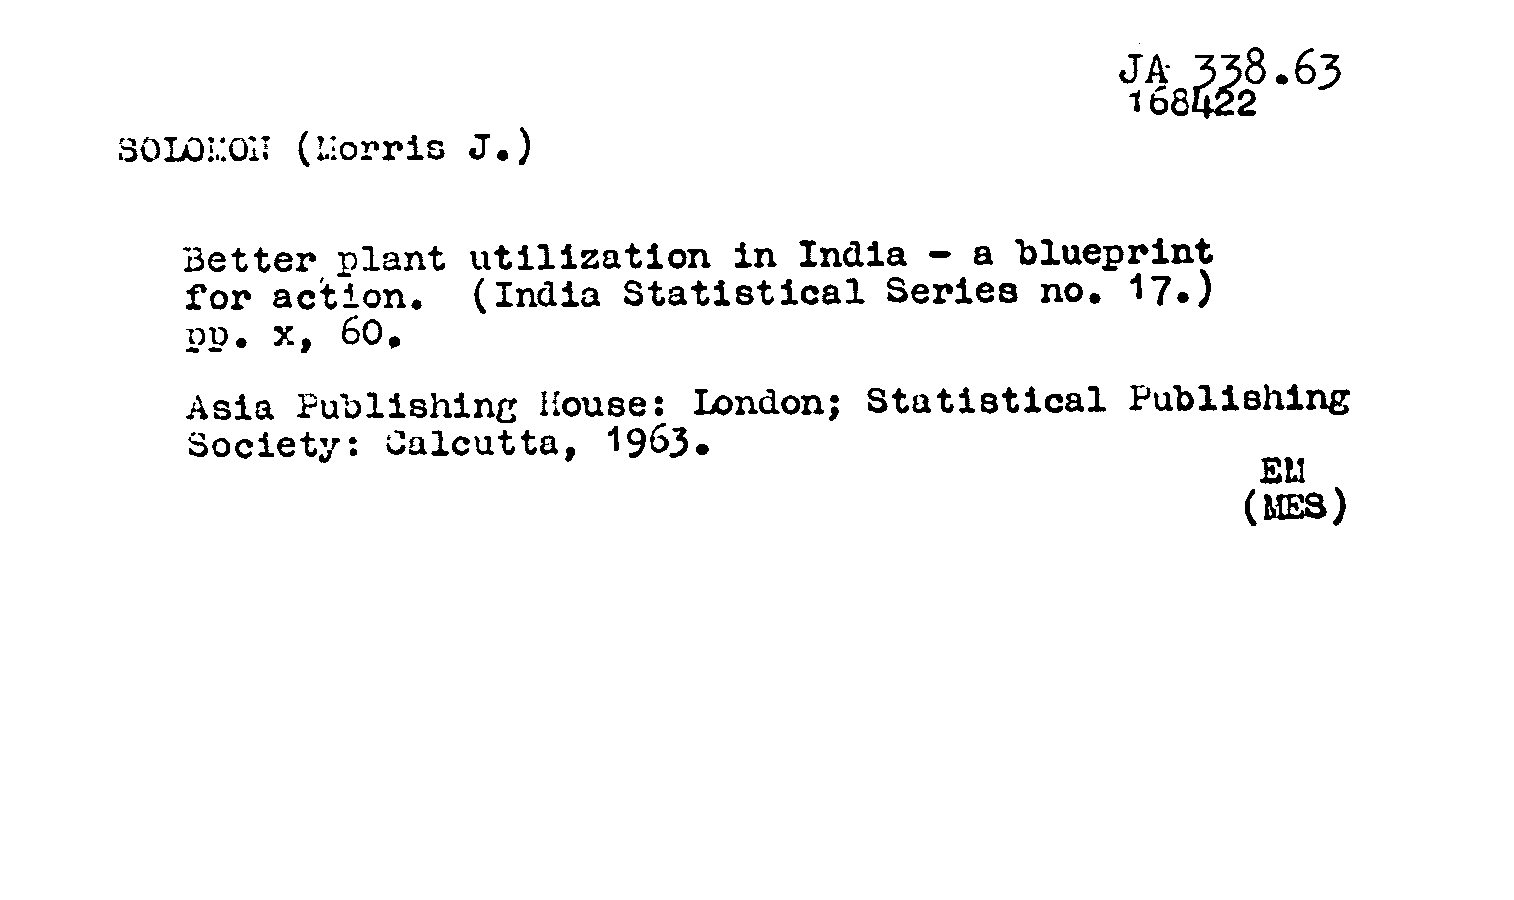 JA 338.63
168422
SOLOMON (Morris J.)
Better plant utilization in India - a blueprint
for action. (India Statistical Series no. 17.)
pp. x, 60.
Asia Publishing House: London; Statistical Publishing
Society: Calcutta, 1963.
EM
(MES)